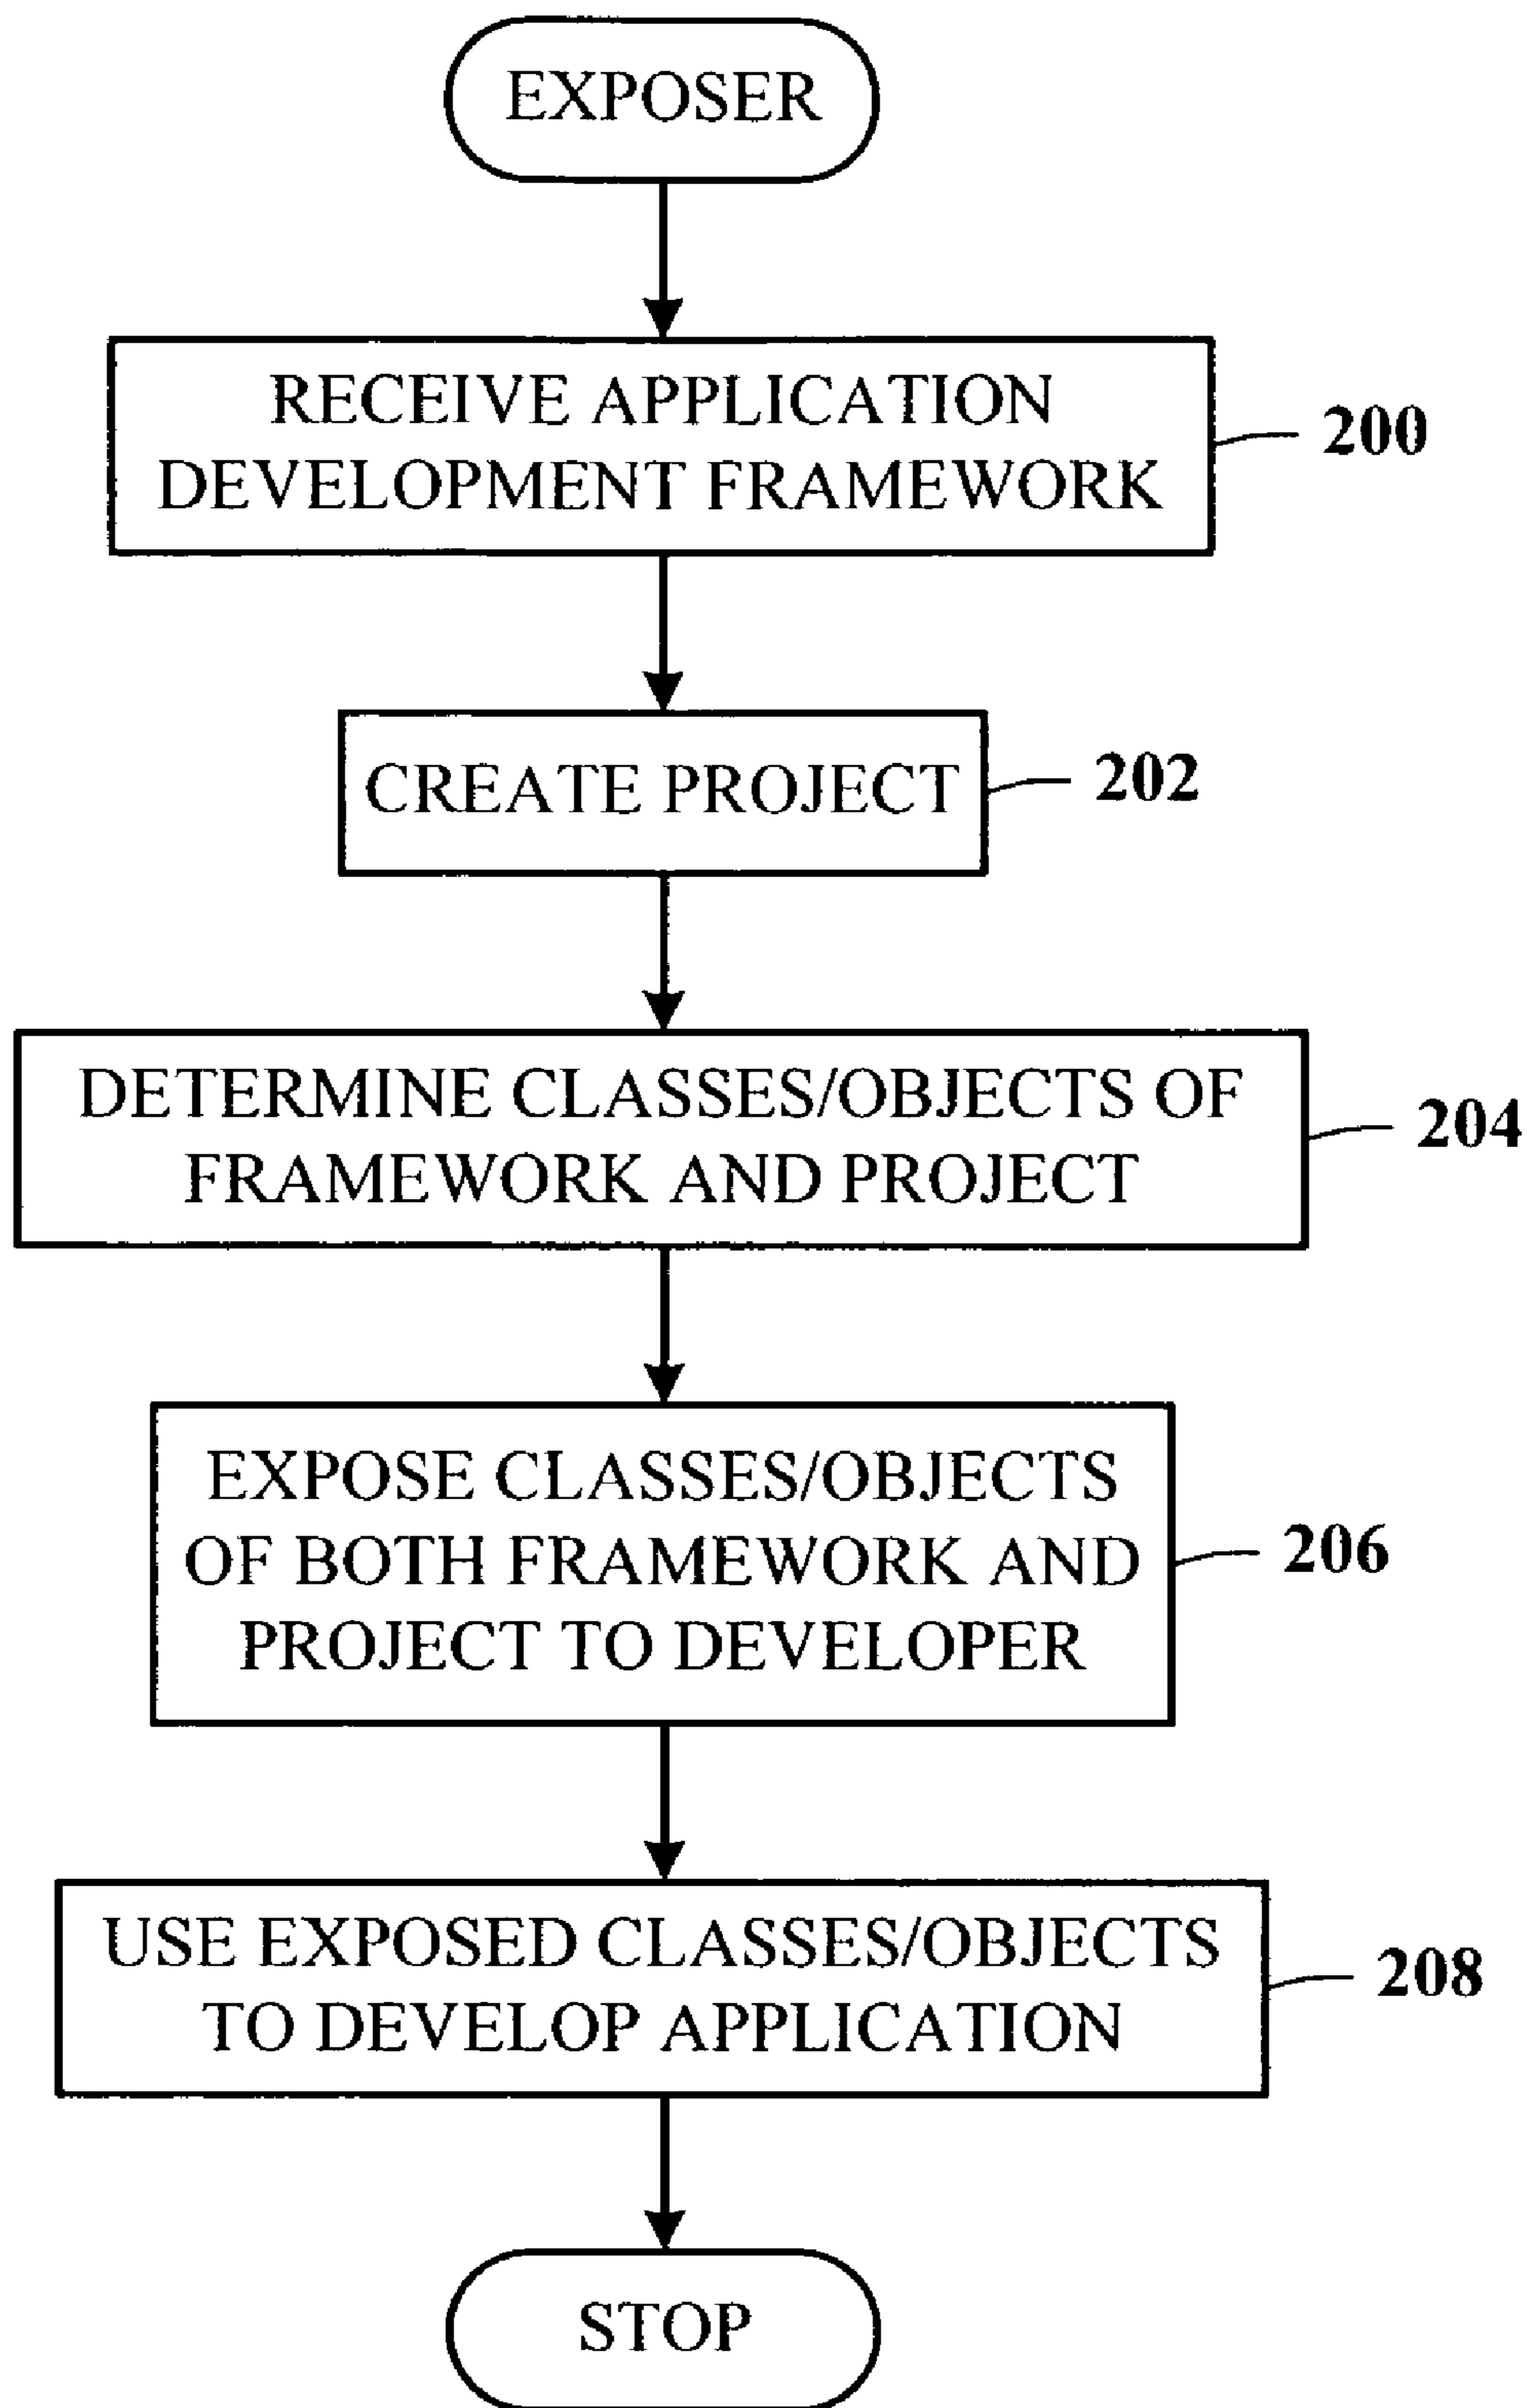 EXPOSER
RECEIVE APPLICATION
DEVELOPMENT FRAMEWORK
200
CREATE PROJECT
202
DETERMINE CLASSES/OBJECTS OF
FRAMEWORK AND PROJECT
204
EXPOSE CLASSES/OBJECTS
OF BOTH FRAMEWORK AND
PROJECT TO DEVELOPER
206
USE EXPOSED CLASSES/OBJECTS
TO DEVELOP APPLICATION
208
STOP